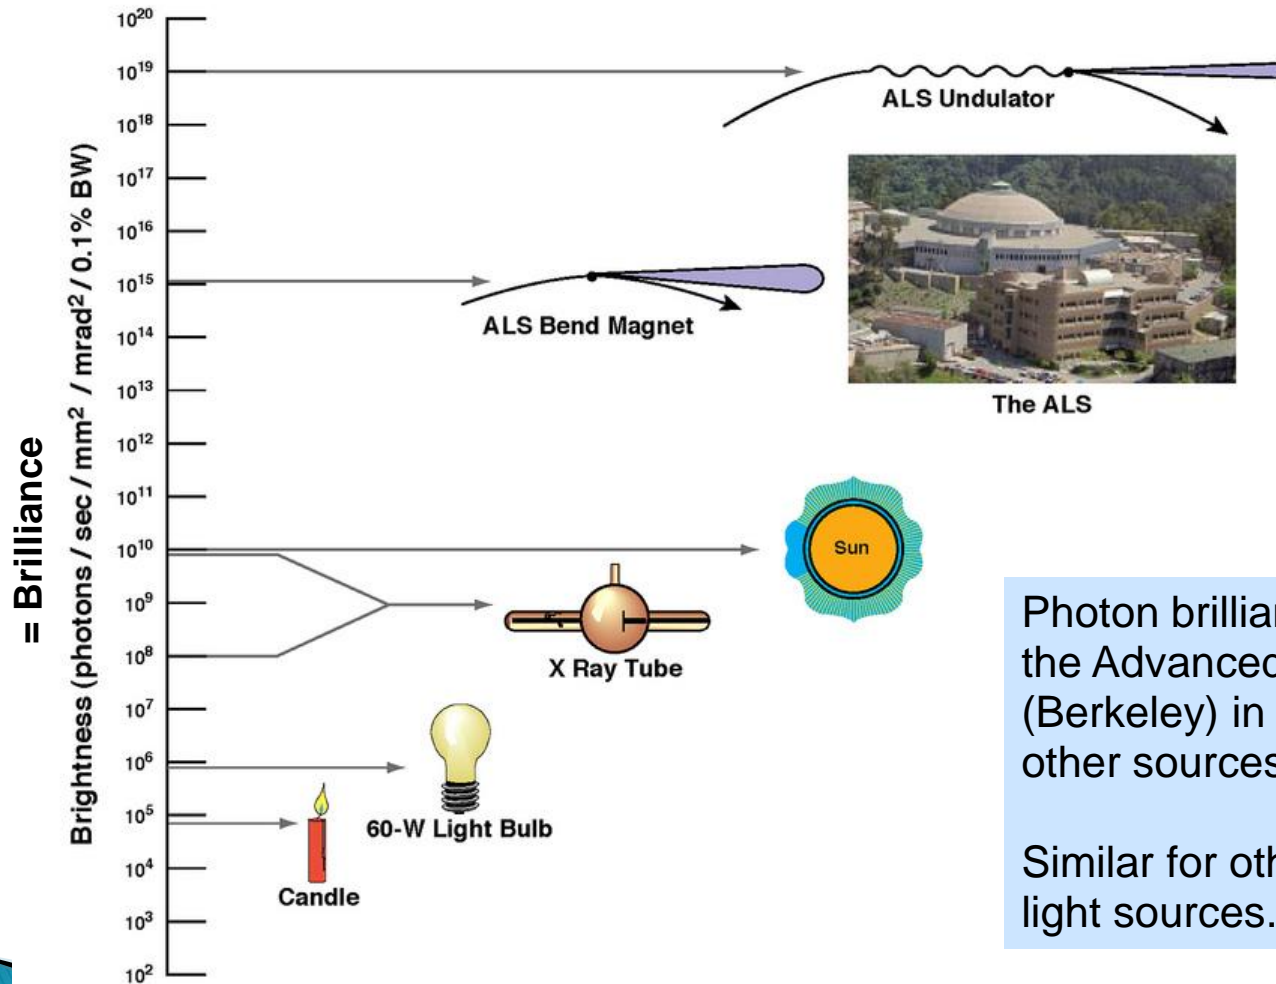 10²⁰
10¹⁹
10¹⁸
10¹⁷
10¹⁶
10¹⁵
10¹⁴
10¹³
10¹²
10¹¹
10¹⁰
10⁹
10⁸
10⁷
10⁶
10⁵
10⁴
10³
10²
= Brilliance
Brightness (photons / sec / mm² / mrad² / 0.1% BW)
ALS Undulator
ALS Bend Magnet
The ALS
Sun
X Ray Tube
60-W Light Bulb
Candle
Photon brillian
the Advanced
(Berkeley) in
other sources
Similar for oth
light sources.